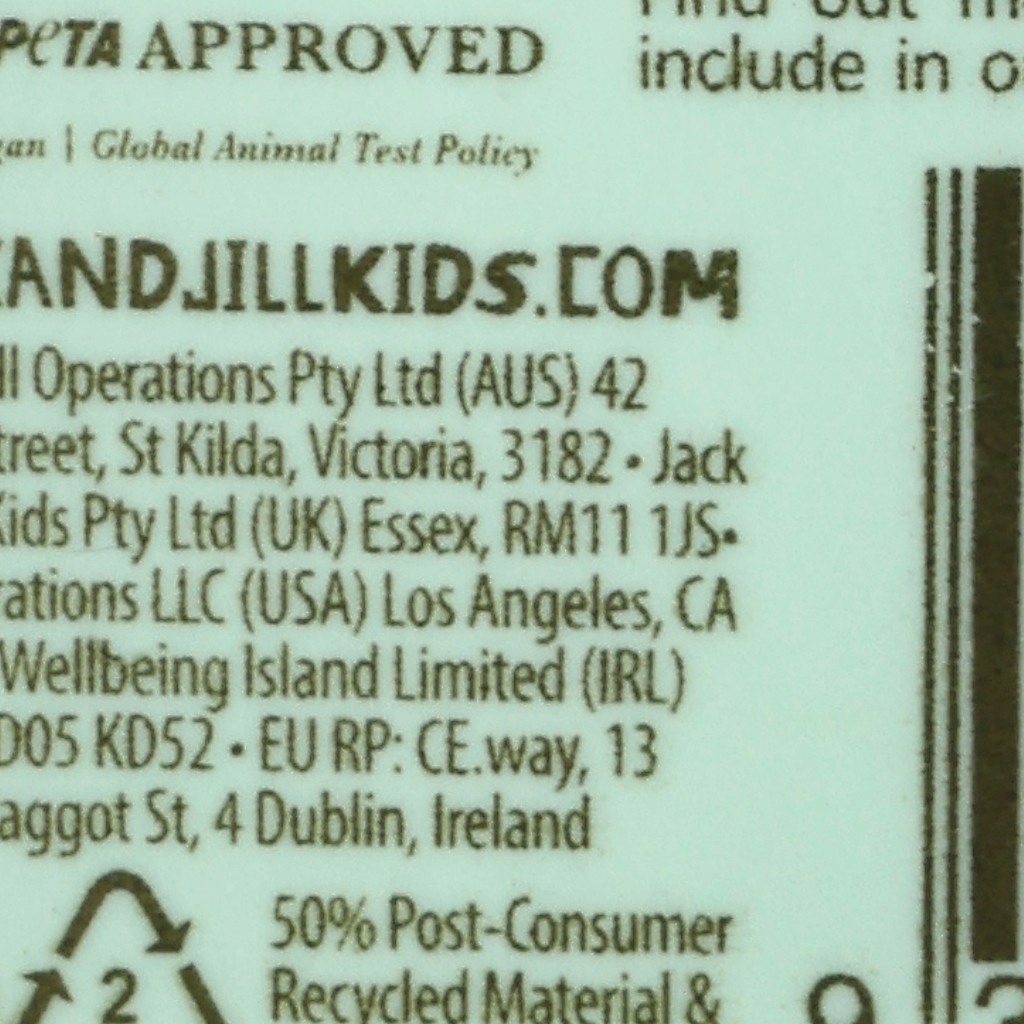 PETA APPROVED
Global Animal Test Policy
include in
ANDJILLKIDS.COM
Operations Pty Ltd (AUS) 42
treet, St Kilda, Victoria, 3182 • Jack
Kids Pty Ltd (UK) Essex, RM11 1JS•
rations LLC (USA) Los Angeles, CA
Wellbeing Island Limited (IRL)
D05 KD52 • EU RP: CE.way, 13
aggot St, 4 Dublin, Ireland
50% Post-Consumer
Recycled Material &
2
9